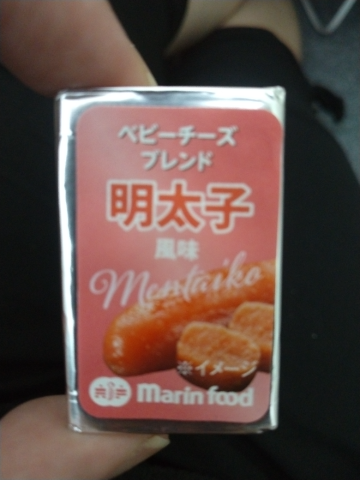 ベビーチーズ
ブレンド
明太子
風味
Mentaiko
※イメージ
marin food